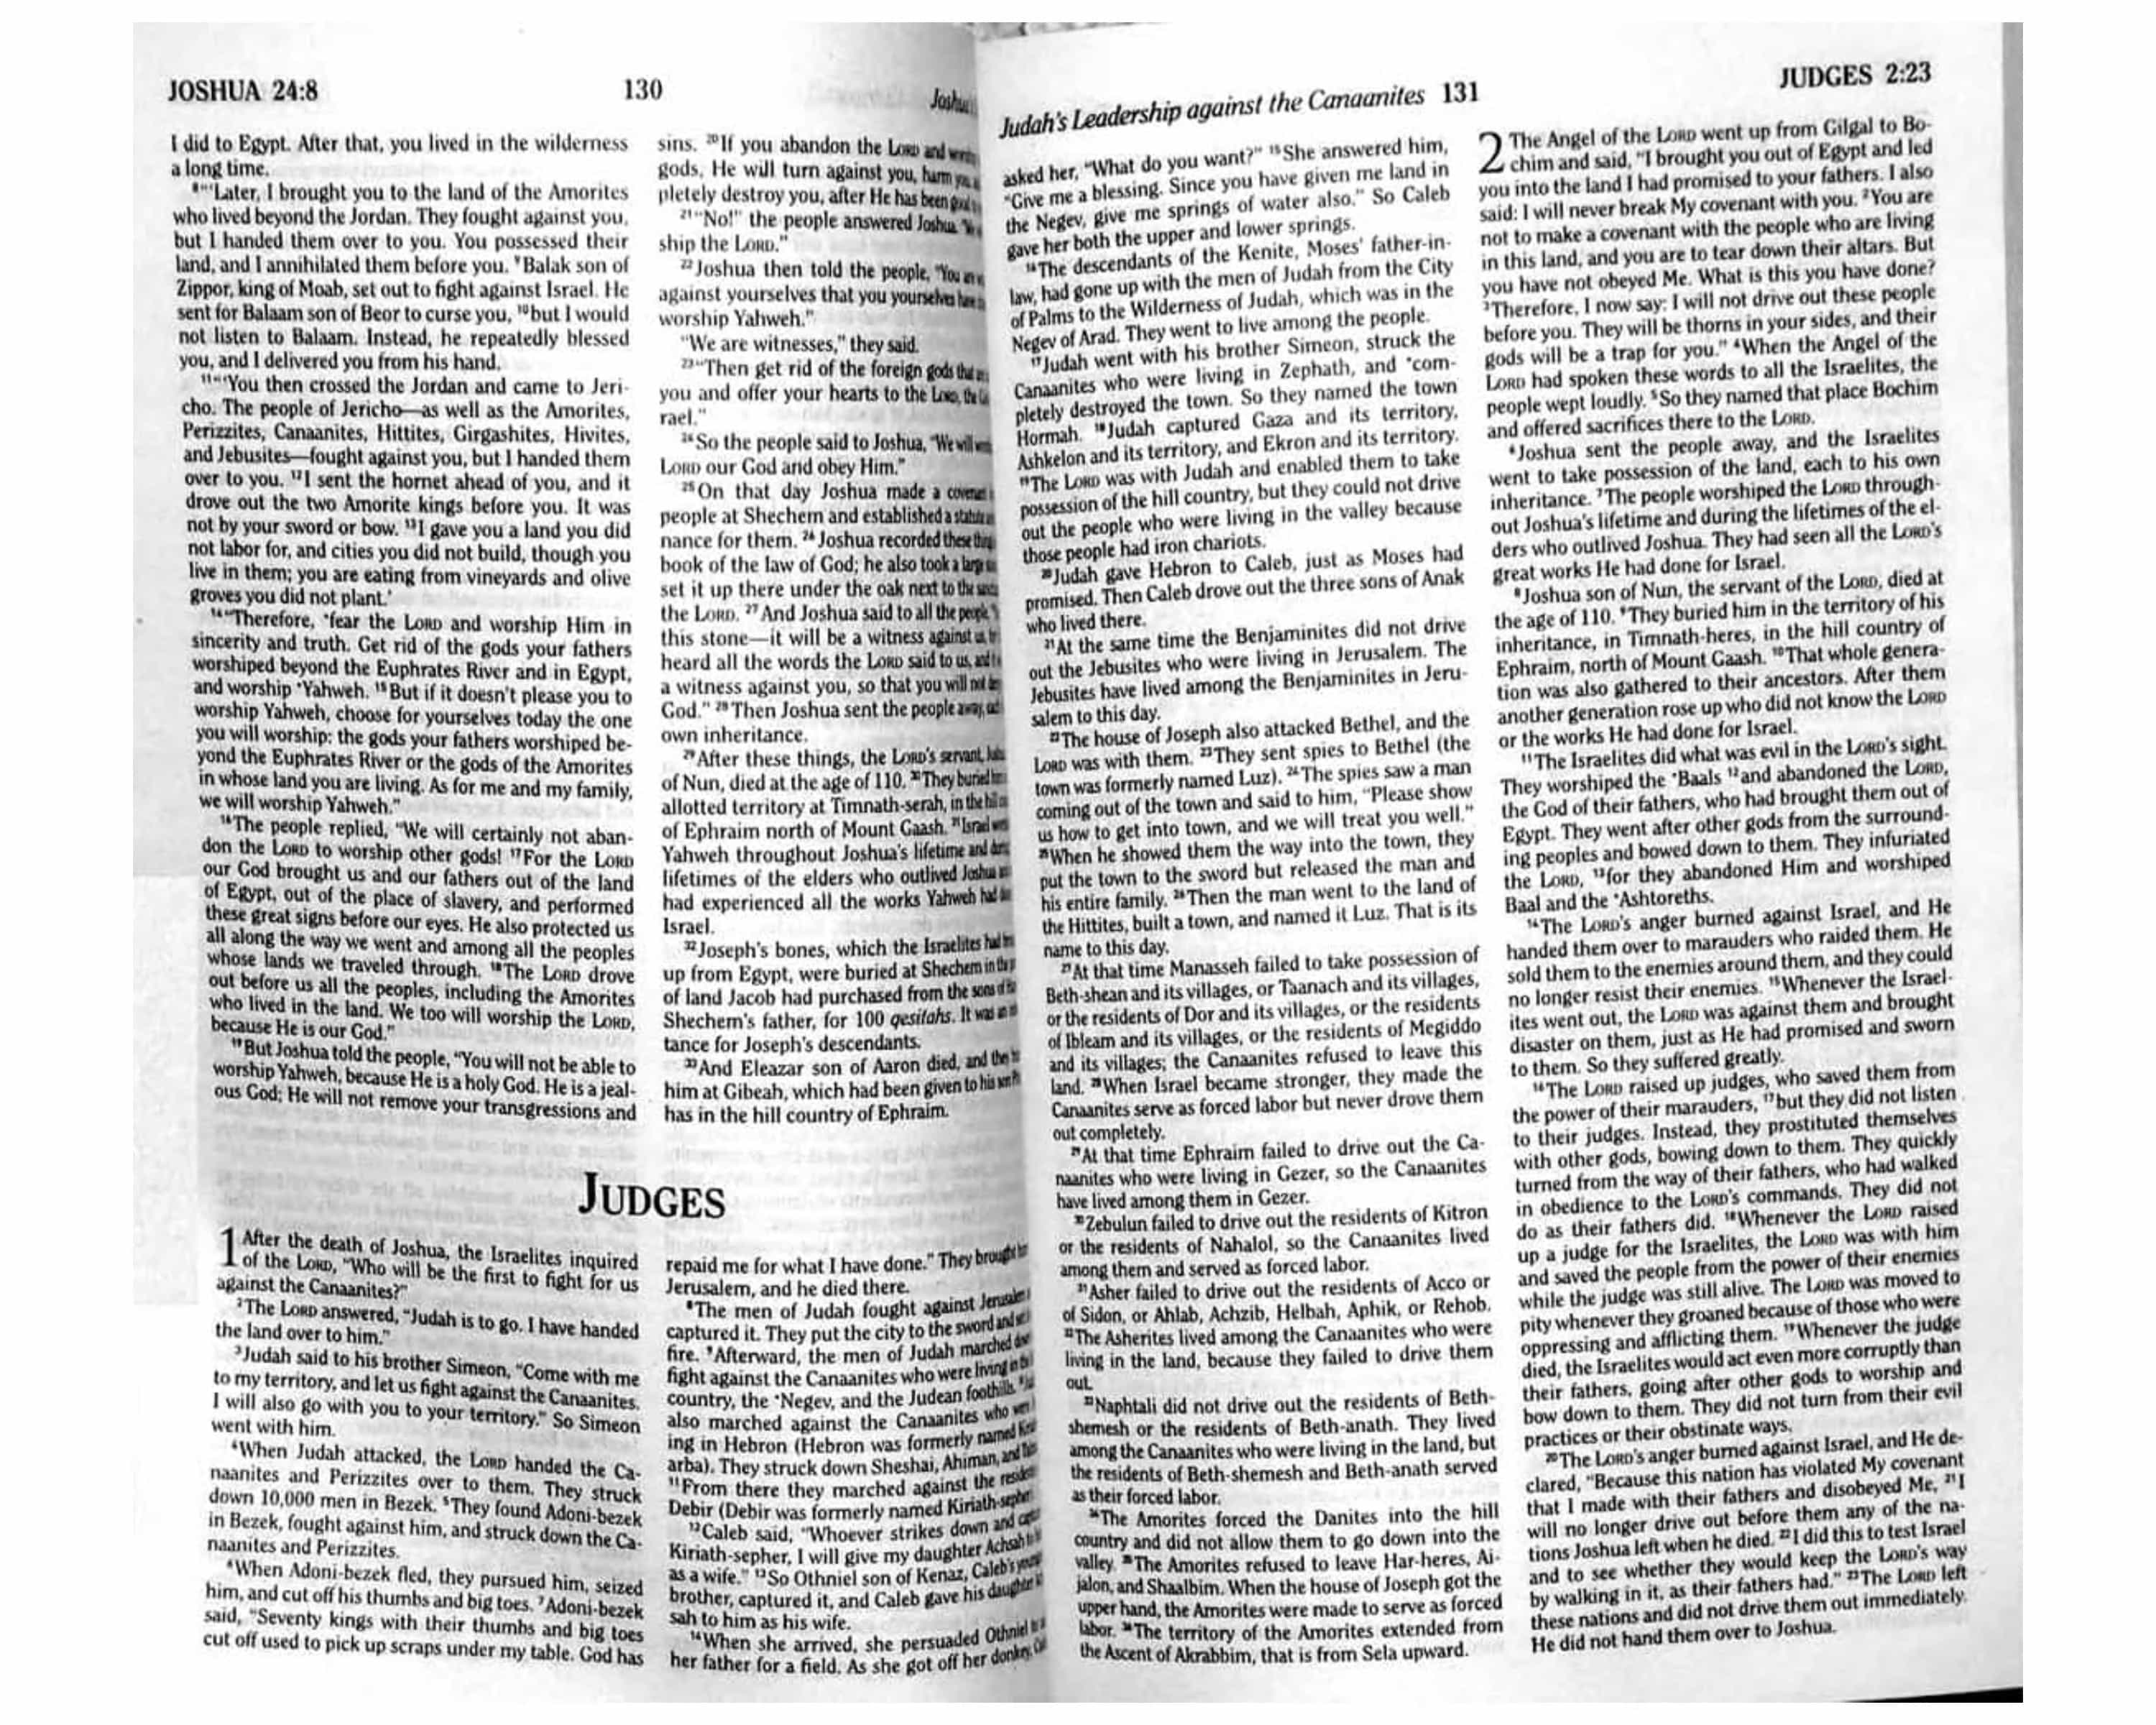 JOSHUA 24:8
130
I did to Egypt. After that, you lived in the wilderness
a long time.
⁸“‘Later, I brought you to the land of the Amorites
who lived beyond the Jordan. They fought against you,
but I handed them over to you. You possessed their
land, and I annihilated them before you. ⁹Balak son of
Zippor, king of Moab, set out to fight against Israel. He
sent for Balaam son of Beor to curse you, ¹⁰but I would
not listen to Balaam. Instead, he repeatedly blessed
you, and I delivered you from his hand.
¹¹“‘You then crossed the Jordan and came to Jeri-
cho. The people of Jericho—as well as the Amorites,
Perizzites, Canaanites, Hittites, Girgashites, Hivites,
and Jebusites—fought against you, but I handed them
over to you. ¹²I sent the hornet ahead of you, and it
drove out the two Amorite kings before you. It was
not by your sword or bow. ¹³I gave you a land you did
not labor for, and cities you did not build, though you
live in them; you are eating from vineyards and olive
groves you did not plant.’
¹⁴“Therefore, •fear the LORD and worship Him in
sincerity and truth. Get rid of the gods your fathers
worshiped beyond the Euphrates River and in Egypt,
and worship •Yahweh. ¹⁵But if it doesn’t please you to
worship Yahweh, choose for yourselves today the one
you will worship: the gods your fathers worshiped be-
yond the Euphrates River or the gods of the Amorites
in whose land you are living. As for me and my family,
we will worship Yahweh.”
¹⁶The people replied, “We will certainly not aban-
don the LORD to worship other gods! ¹⁷For the LORD
our God brought us and our fathers out of the land
of Egypt, out of the place of slavery, and performed
these great signs before our eyes. He also protected us
all along the way we went and among all the peoples
whose lands we traveled through. ¹⁸The LORD drove
out before us all the peoples, including the Amorites
who lived in the land. We too will worship the LORD,
because He is our God.”
¹⁹But Joshua told the people, “You will not be able to
worship Yahweh, because He is a holy God. He is a jeal-
ous God; He will not remove your transgressions and
sins. ²⁰If you abandon the LORD and
gods, He will turn against you, harm
pletely destroy you, after He has been
²¹“No!” the people answered Joshua.
ship the LORD.”
²²Joshua then told the people, “You
against yourselves that you yourselves
worship Yahweh.”
“We are witnesses,” they said.
²³“Then get rid of the foreign gods that
you and offer your hearts to the LORD, the
rael.”
²⁴So the people said to Joshua, “We will
LORD our God and obey Him.”
²⁵On that day Joshua made a covenant
people at Shechem and established a statute
nance for them. ²⁶Joshua recorded these
book of the law of God; he also took a large
set it up there under the oak next to the
the LORD. ²⁷And Joshua said to all the people,
this stone—it will be a witness against us,
heard all the words the LORD said to us,
a witness against you, so that you will not
God.” ²⁸Then Joshua sent the people away,
own inheritance.
²⁹After these things, the LORD’s servant,
of Nun, died at the age of 110. ³⁰They buried
allotted territory at Timnath-serah, in the
of Ephraim north of Mount Gaash. ³¹Israel
Yahweh throughout Joshua’s lifetime and
lifetimes of the elders who outlived Joshua
had experienced all the works Yahweh had
Israel.
³²Joseph’s bones, which the Israelites had
up from Egypt, were buried at Shechem in the
of land Jacob had purchased from the sons of
Shechem’s father, for 100 qesitahs. It was
tance for Joseph’s descendants.
³³And Eleazar son of Aaron died, and
him at Gibeah, which had been given to his son
has in the hill country of Ephraim.
JUDGES
1 After the death of Joshua, the Israelites inquired
of the LORD, “Who will be the first to fight for us
against the Canaanites?”
²The LORD answered, “Judah is to go. I have handed
the land over to him.”
³Judah said to his brother Simeon, “Come with me
to my territory, and let us fight against the Canaanites.
I will also go with you to your territory.” So Simeon
went with him.
⁴When Judah attacked, the LORD handed the Ca-
naanites and Perizzites over to them. They struck
down 10,000 men in Bezek. ⁵They found Adoni-bezek
in Bezek, fought against him, and struck down the Ca-
naanites and Perizzites.
⁶When Adoni-bezek fled, they pursued him, seized
him, and cut off his thumbs and big toes. ⁷Adoni-bezek
said, “Seventy kings with their thumbs and big toes
cut off used to pick up scraps under my table. God has
repaid me for what I have done.” They brought
Jerusalem, and he died there.
⁸The men of Judah fought against Jerusalem
captured it. They put the city to the sword and
fire. ⁹Afterward, the men of Judah marched
fight against the Canaanites who were living in the
country, the •Negev, and the Judean foothills.
also marched against the Canaanites who
ing in Hebron (Hebron was formerly named
arba). They struck down Sheshai, Ahiman, and
¹¹From there they marched against the
Debir (Debir was formerly named Kiriath-sepher
¹²Caleb said, “Whoever strikes down and
Kiriath-sepher, I will give my daughter Achsah
as a wife.” ¹³So Othniel son of Kenaz, Caleb’s
brother, captured it, and Caleb gave his daughter
sah to him as his wife.
¹⁴When she arrived, she persuaded Othniel
her father for a field. As she got off her donkey,
Judah’s Leadership against the Canaanites 131
JUDGES 2:23
asked her, “What do you want?” ¹⁵She answered him,
“Give me a blessing. Since you have given me land in
the Negev, give me springs of water also.” So Caleb
gave her both the upper and lower springs.
¹⁶The descendants of the Kenite, Moses’ father-in-
law, had gone up with the men of Judah from the City
of Palms to the Wilderness of Judah, which was in the
Negev of Arad. They went to live among the people.
¹⁷Judah went with his brother Simeon, struck the
Canaanites who were living in Zephath, and •com-
pletely destroyed the town. So they named the town
Hormah. ¹⁸Judah captured Gaza and its territory,
Ashkelon and its territory, and Ekron and its territory.
¹⁹The LORD was with Judah and enabled them to take
possession of the hill country, but they could not drive
out the people who were living in the valley because
those people had iron chariots.
²⁰Judah gave Hebron to Caleb, just as Moses had
promised. Then Caleb drove out the three sons of Anak
who lived there.
²¹At the same time the Benjaminites did not drive
out the Jebusites who were living in Jerusalem. The
Jebusites have lived among the Benjaminites in Jeru-
salem to this day.
²²The house of Joseph also attacked Bethel, and the
LORD was with them. ²³They sent spies to Bethel (the
town was formerly named Luz). ²⁴The spies saw a man
coming out of the town and said to him, “Please show
us how to get into town, and we will treat you well.”
²⁵When he showed them the way into the town, they
put the town to the sword but released the man and
his entire family. ²⁶Then the man went to the land of
the Hittites, built a town, and named it Luz. That is its
name to this day.
²⁷At that time Manasseh failed to take possession of
Beth-shean and its villages, or Taanach and its villages,
or the residents of Dor and its villages, or the residents
of Ibleam and its villages, or the residents of Megiddo
and its villages; the Canaanites refused to leave this
land. ²⁸When Israel became stronger, they made the
Canaanites serve as forced labor but never drove them
out completely.
²⁹At that time Ephraim failed to drive out the Ca-
naanites who were living in Gezer, so the Canaanites
have lived among them in Gezer.
³⁰Zebulun failed to drive out the residents of Kitron
or the residents of Nahalol, so the Canaanites lived
among them and served as forced labor.
³¹Asher failed to drive out the residents of Acco or
of Sidon, or Ahlab, Achzib, Helbah, Aphik, or Rehob.
³²The Asherites lived among the Canaanites who were
living in the land, because they failed to drive them
out.
³³Naphtali did not drive out the residents of Beth-
shemesh or the residents of Beth-anath. They lived
among the Canaanites who were living in the land, but
the residents of Beth-shemesh and Beth-anath served
as their forced labor.
³⁴The Amorites forced the Danites into the hill
country and did not allow them to go down into the
valley. ³⁵The Amorites refused to leave Har-heres, Ai-
jalon, and Shaalbim. When the house of Joseph got the
upper hand, the Amorites were made to serve as forced
labor. ³⁶The territory of the Amorites extended from
the Ascent of Akrabbim, that is from Sela upward.
2 The Angel of the LORD went up from Gilgal to Bo-
chim and said, “I brought you out of Egypt and led
you into the land I had promised to your fathers. I also
said: I will never break My covenant with you. ²You are
not to make a covenant with the people who are living
in this land, and you are to tear down their altars. But
you have not obeyed Me. What is this you have done?
³Therefore, I now say: I will not drive out these people
before you. They will be thorns in your sides, and their
gods will be a trap for you.” ⁴When the Angel of the
LORD had spoken these words to all the Israelites, the
people wept loudly. ⁵So they named that place Bochim
and offered sacrifices there to the LORD.
⁶Joshua sent the people away, and the Israelites
went to take possession of the land, each to his own
inheritance. ⁷The people worshiped the LORD through-
out Joshua’s lifetime and during the lifetimes of the el-
ders who outlived Joshua. They had seen all the LORD’s
great works He had done for Israel.
⁸Joshua son of Nun, the servant of the LORD, died at
the age of 110. ⁹They buried him in the territory of his
inheritance, in Timnath-heres, in the hill country of
Ephraim, north of Mount Gaash. ¹⁰That whole genera-
tion was also gathered to their ancestors. After them
another generation rose up who did not know the LORD
or the works He had done for Israel.
¹¹The Israelites did what was evil in the LORD’s sight.
They worshiped the •Baals ¹²and abandoned the LORD,
the God of their fathers, who had brought them out of
Egypt. They went after other gods from the surround-
ing peoples and bowed down to them. They infuriated
the LORD, ¹³for they abandoned Him and worshiped
Baal and the •Ashtoreths.
¹⁴The LORD’s anger burned against Israel, and He
handed them over to marauders who raided them. He
sold them to the enemies around them, and they could
no longer resist their enemies. ¹⁵Whenever the Israel-
ites went out, the LORD was against them and brought
disaster on them, just as He had promised and sworn
to them. So they suffered greatly.
¹⁶The LORD raised up judges, who saved them from
the power of their marauders, ¹⁷but they did not listen
to their judges. Instead, they prostituted themselves
with other gods, bowing down to them. They quickly
turned from the way of their fathers, who had walked
in obedience to the LORD’s commands. They did not
do as their fathers did. ¹⁸Whenever the LORD raised
up a judge for the Israelites, the LORD was with him
and saved the people from the power of their enemies
while the judge was still alive. The LORD was moved to
pity whenever they groaned because of those who were
oppressing and afflicting them. ¹⁹Whenever the judge
died, the Israelites would act even more corruptly than
their fathers, going after other gods to worship and
bow down to them. They did not turn from their evil
practices or their obstinate ways.
²⁰The LORD’s anger burned against Israel, and He de-
clared, “Because this nation has violated My covenant
that I made with their fathers and disobeyed Me, ²¹I
will no longer drive out before them any of the na-
tions Joshua left when he died. ²²I did this to test Israel
and to see whether they would keep the LORD’s way
by walking in it, as their fathers had.” ²³The LORD left
these nations and did not drive them out immediately.
He did not hand them over to Joshua.